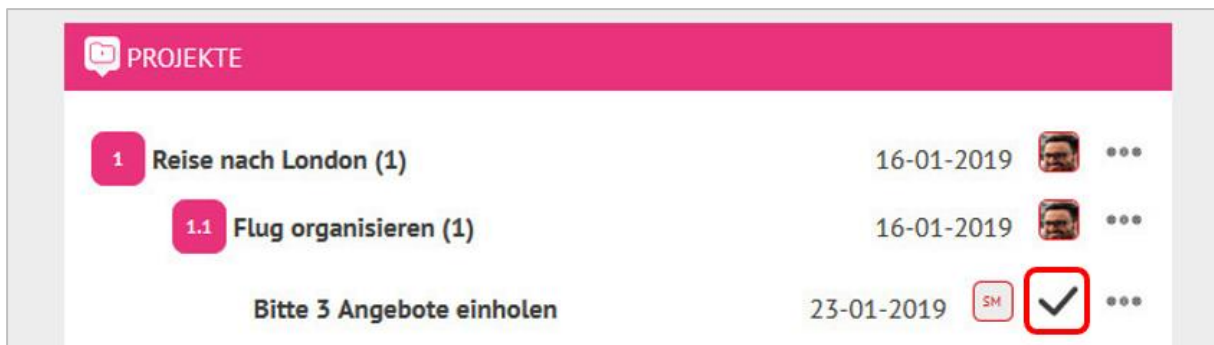 PROJEKTE
1 Reise nach London (1) 16-01-2019
1.1 Flug organisieren (1) 16-01-2019
Bitte 3 Angebote einholen 23-01-2019 SM